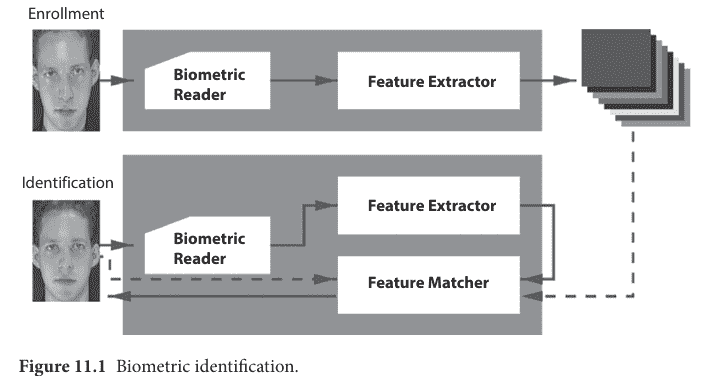 Enrollment
Biometric
Reader
Feature Extractor
Identification
Feature Extractor
Biometric
Reader
Feature Matcher
Figure 11.1 Biometric identification.